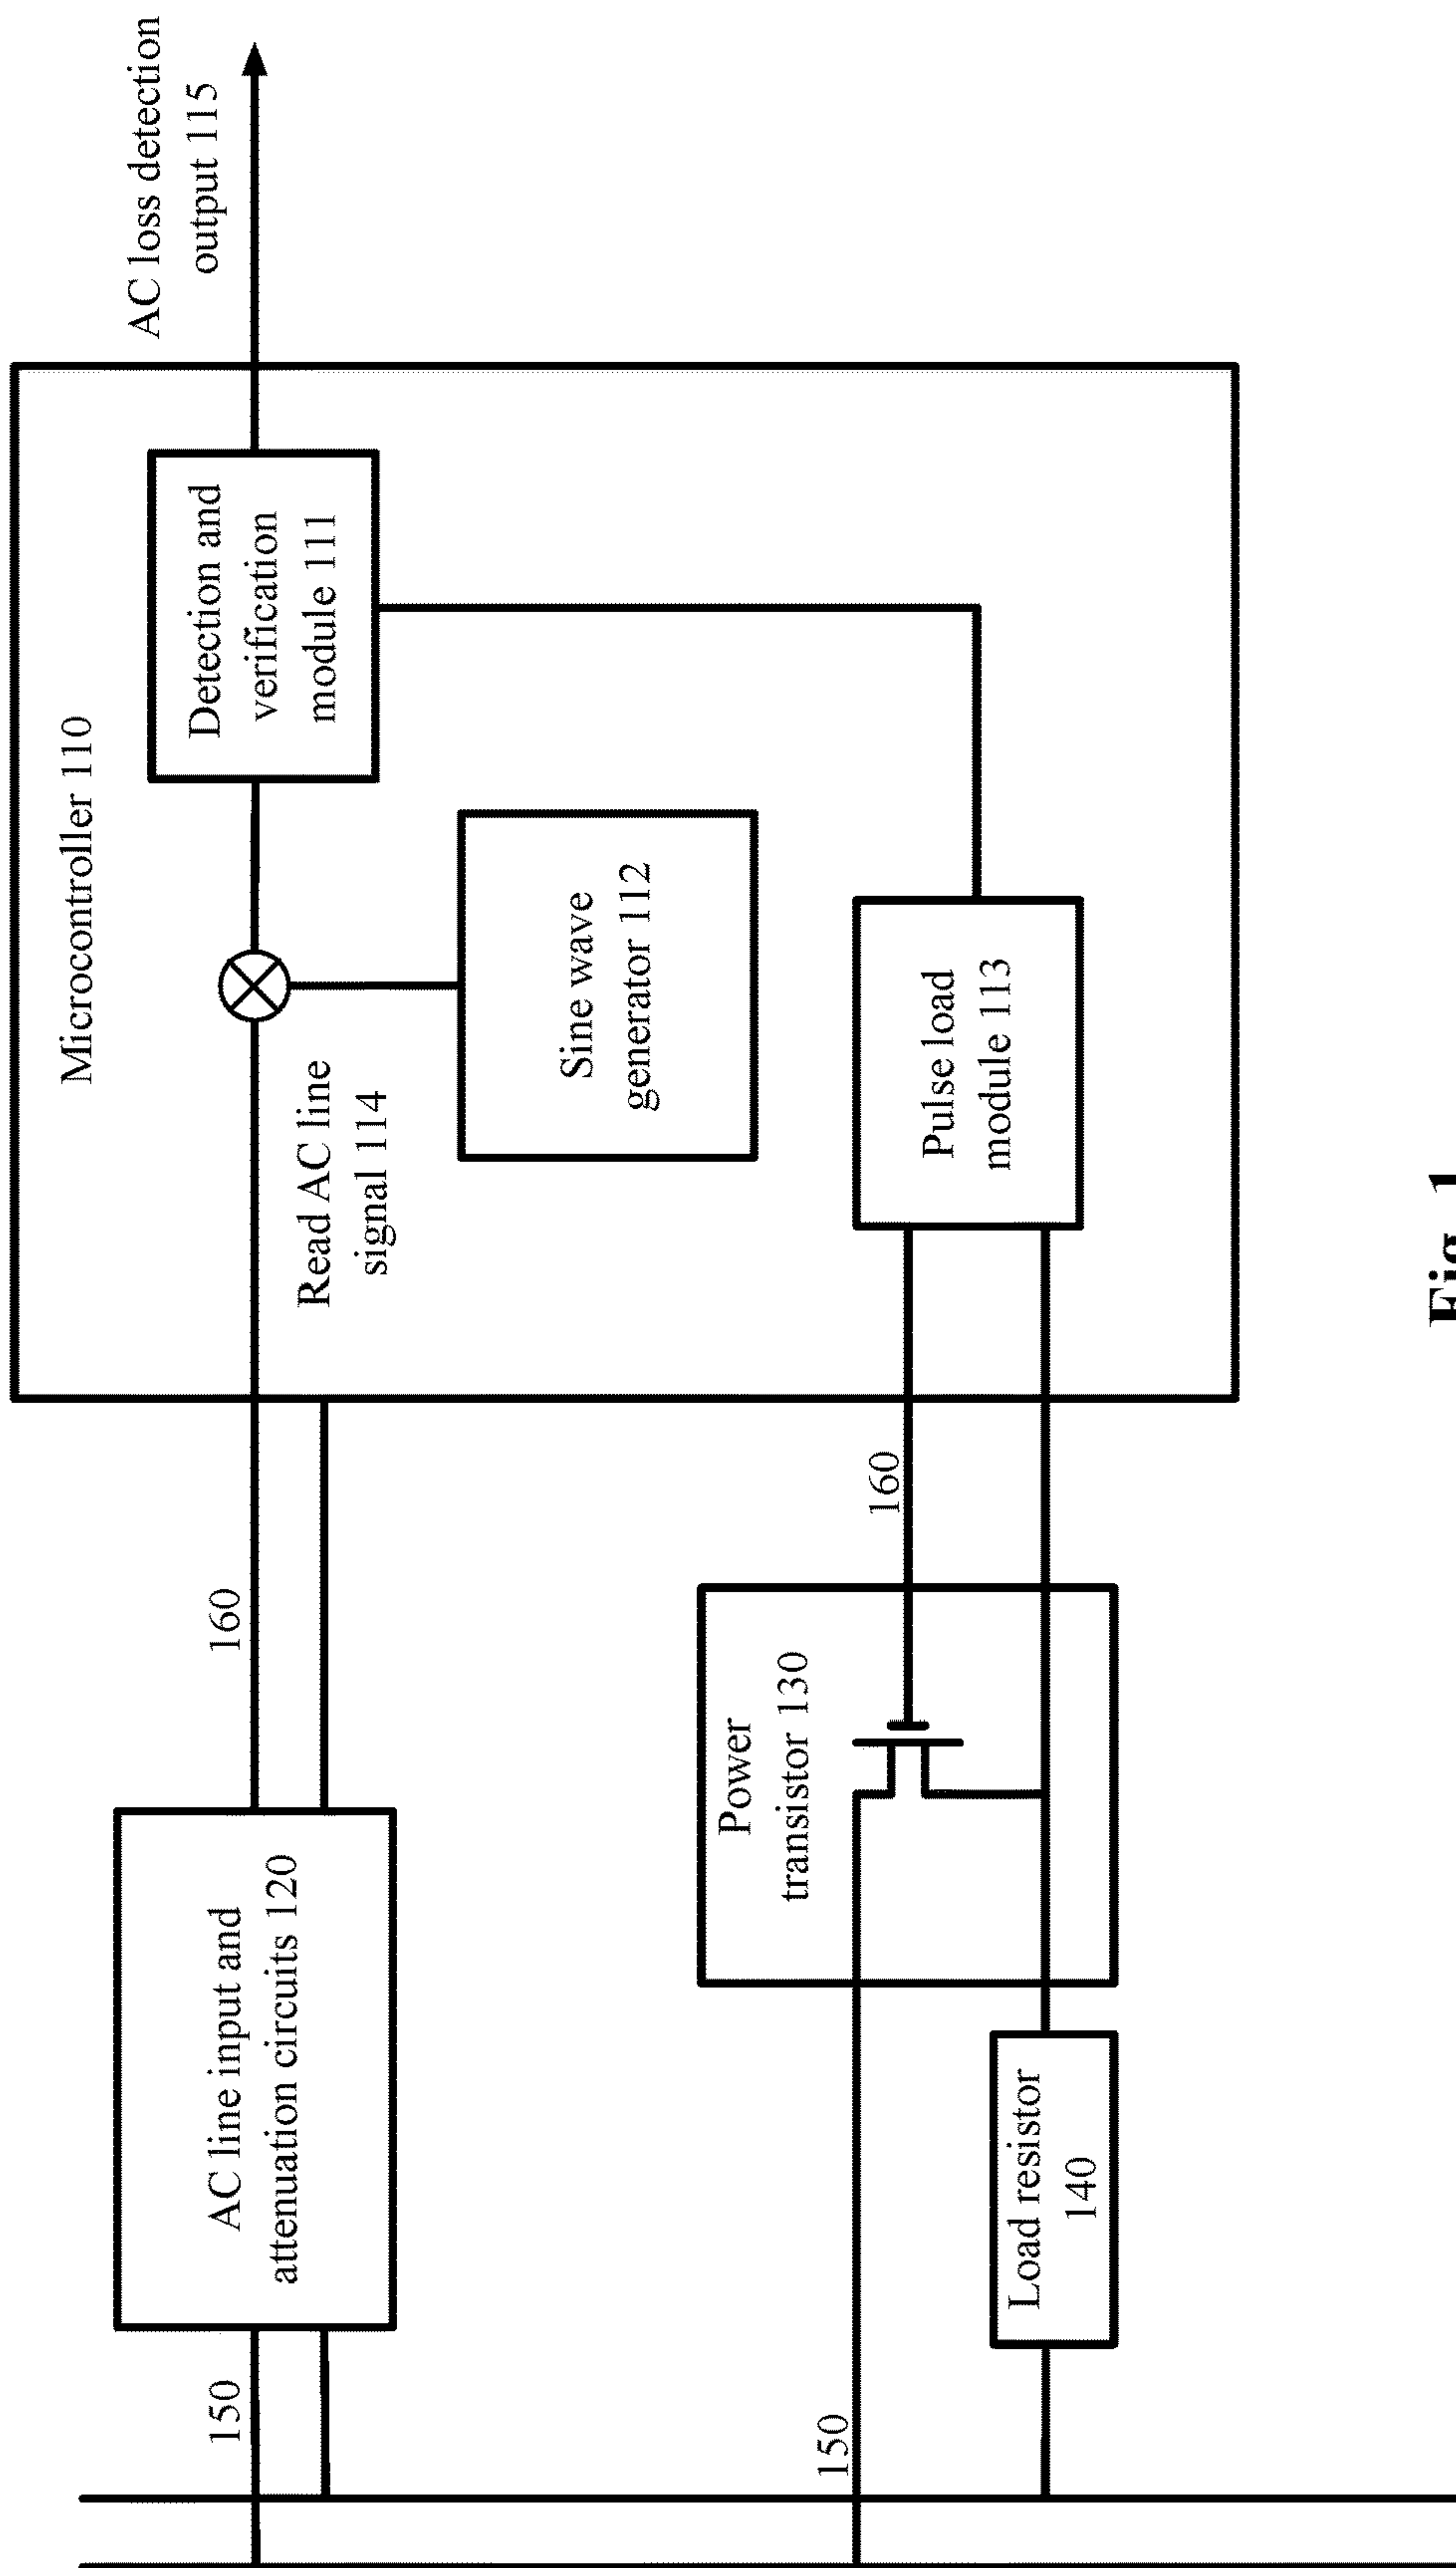 AC loss detection
output 115
Microcontroller 110
Detection and
verification
module 111
Read AC line
signal 114
Sine wave
generator 112
Pulse load
module 113
160
160
AC line input and
attenuation circuits 120
Power
transistor 130
150
150
Load resistor
140
Fig. 1